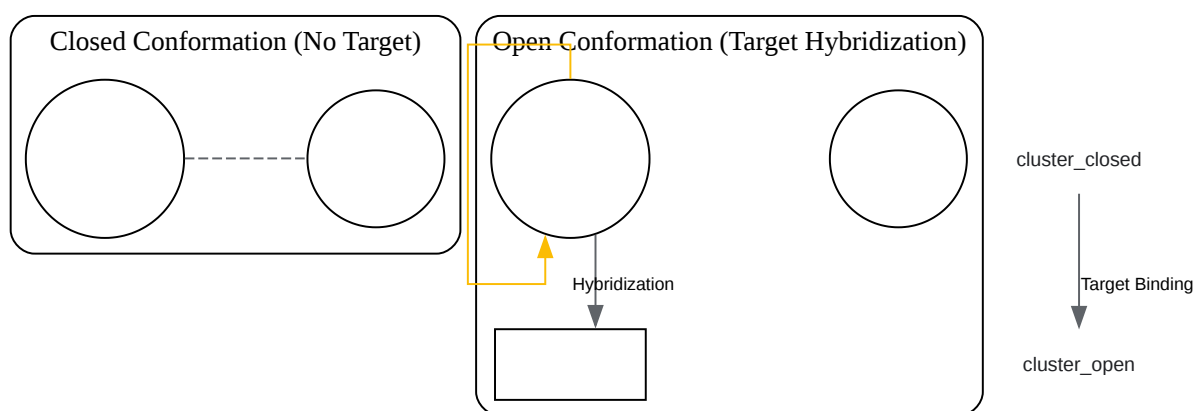 Closed Conformation (No Target)
Open Conformation (Target Hybridization)
cluster_closed
Hybridization
Target Binding
cluster_open